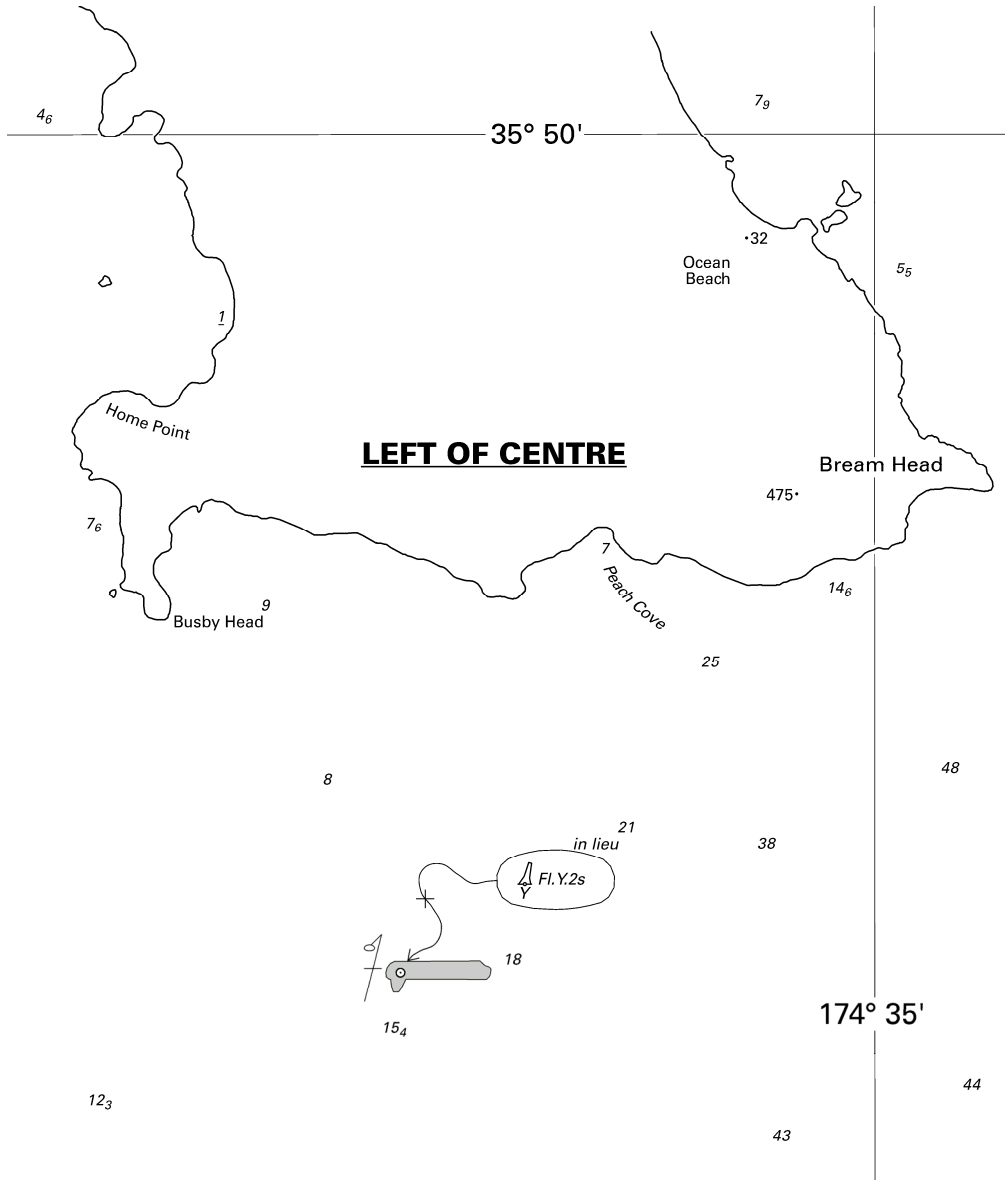 7₉
4₆
35° 50'
32
Ocean
Beach
5₅
1
Home Point
LEFT OF CENTRE
Bream Head
475
7₆
7
Peach Cove
14₆
9
Busby Head
25
48
8
21
in lieu
38
Fl.Y.2s
Y
18
174° 35'
15₄
44
12₃
43